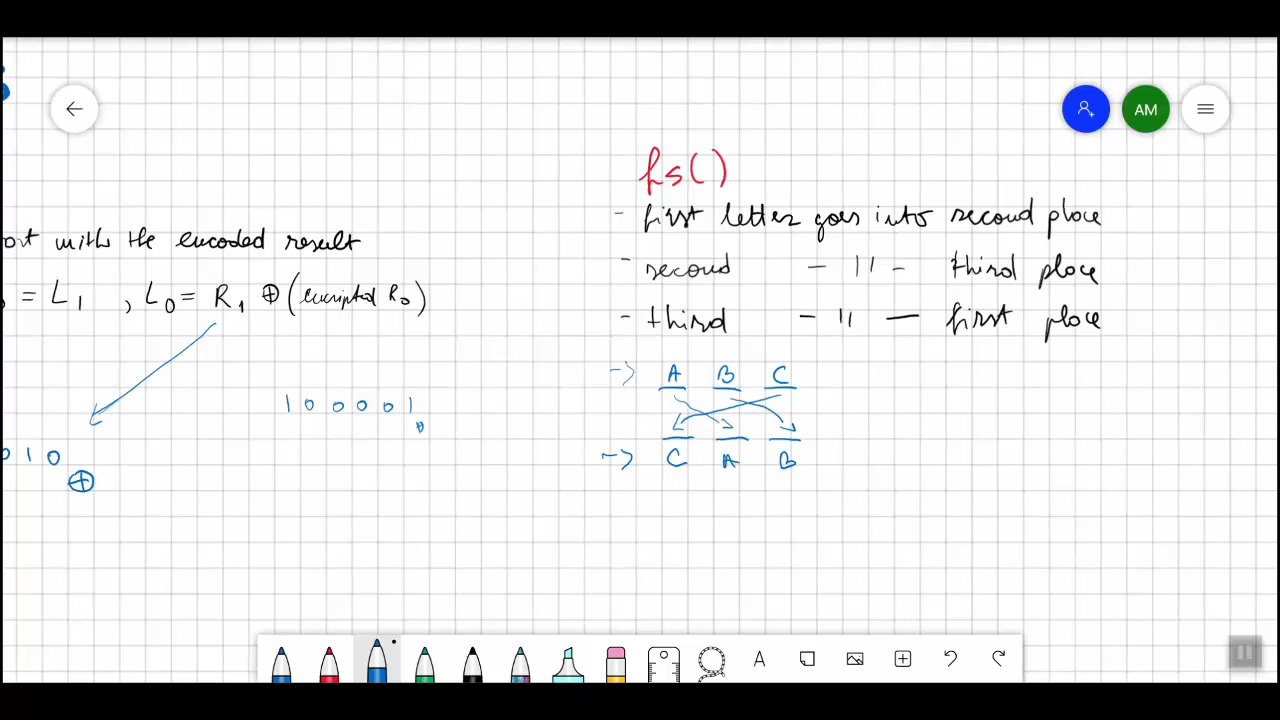 AM
fs()
- first letter goes into second place
- second - 11 - third place
- third - 11 - first place
ort with the encoded result
= L1 , L0 = R1 ⊕ (encripted R0)
-> A B C
1 0 0 0 0 1
0 1 0
⊕
-> C A B
A